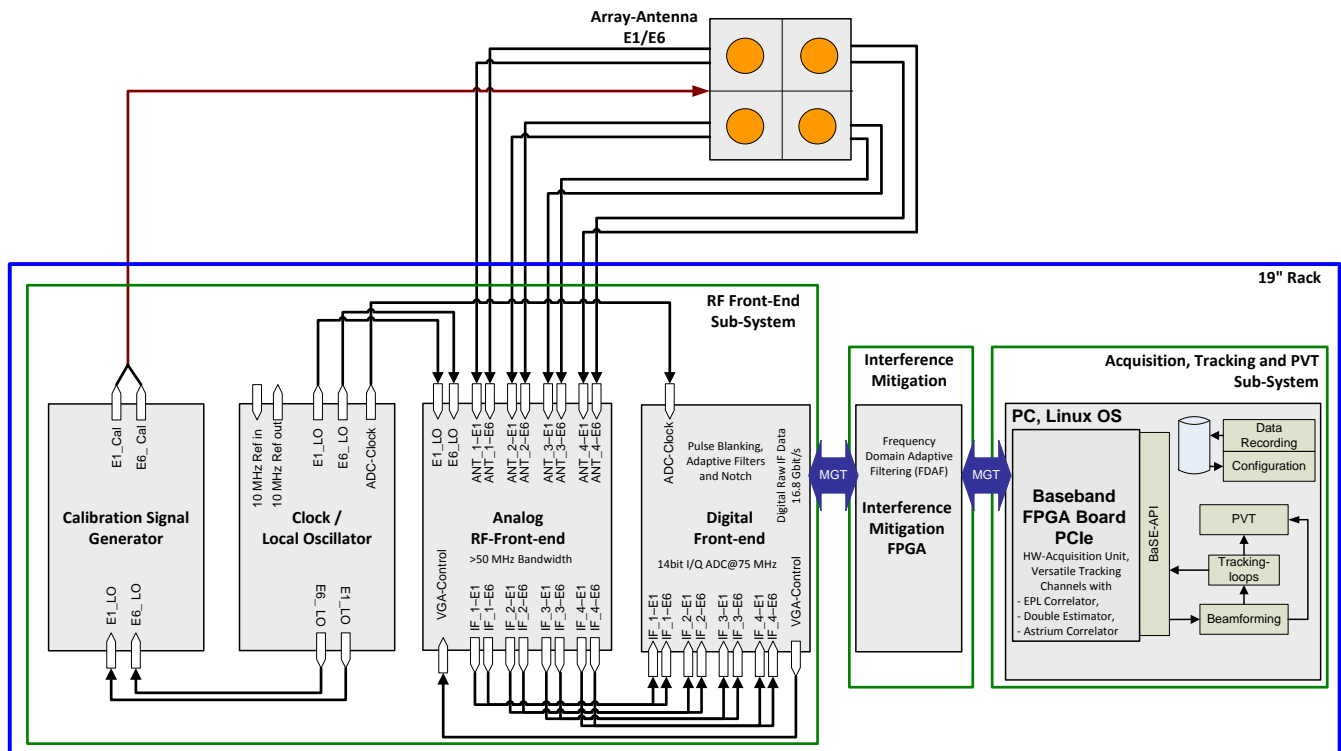 Array-Antenna
E1/E6
19" Rack
RF Front-End
Sub-System
Interference
Mitigation
Acquisition, Tracking and PVT
Sub-System
E1_Cal
E6_ Cal
Calibration Signal
Generator
E1_LO
E6_ LO
10 MHz Ref in
10 MHz Ref out
E1_LO
E6_ LO
ADC-Clock
Clock /
Local Oscillator
E6_ LO
E1_LO
E1_LO
E6_LO
ANT_1–E1
ANT_1–E6
ANT_2–E1
ANT_2–E6
ANT_3–E1
ANT_3–E6
ANT_4–E1
ANT_4–E6
Analog
RF-Front-end
>50 MHz Bandwidth
VGA-Control
IF_1–E1
IF_1–E6
IF_2–E1
IF_2–E6
IF_3–E1
IF_3–E6
IF_4–E1
IF_4–E6
ADC-Clock
Pulse Blanking,
Adaptive Filters
and Notch
Digital Raw IF Data
16.8 Gbit/s
Digital
Front-end
14bit I/Q ADC@75 MHz
IF_1–E1
IF_1–E6
IF_2–E1
IF_2–E6
IF_3–E1
IF_3–E6
IF_4–E1
IF_4–E6
VGA-Control
MGT
Frequency
Domain Adaptive
Filtering (FDAF)
Interference
Mitigation
FPGA
MGT
PC, Linux OS
Baseband
FPGA Board
PCIe
HW-Acquisition Unit,
Versatile Tracking
Channels with
- EPL Correlator,
- Double Estimator,
- Astrium Correlator
BaSE-API
Data
Recording
Configuration
PVT
Tracking-
loops
Beamforming